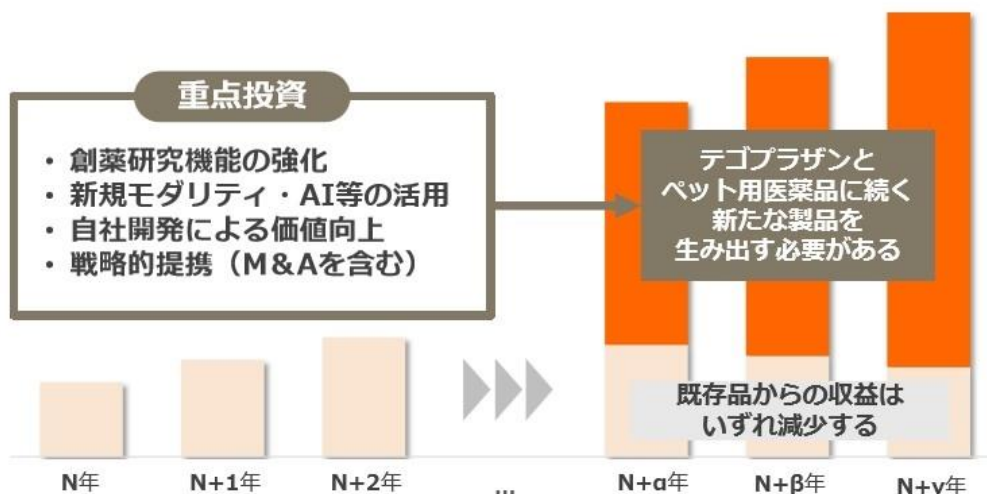 重点投資
・ 創薬研究機能の強化
・ 新規モダリティ・AI等の活用
・ 自社開発による価値向上
・ 戦略的提携（M＆Aを含む）
テゴプラザンと
ペット用医薬品に続く
新たな製品を
生み出す必要がある
既存品からの収益は
いずれ減少する
N年 N+1年 N+2年 ... N+α年 N+β年 N+γ年